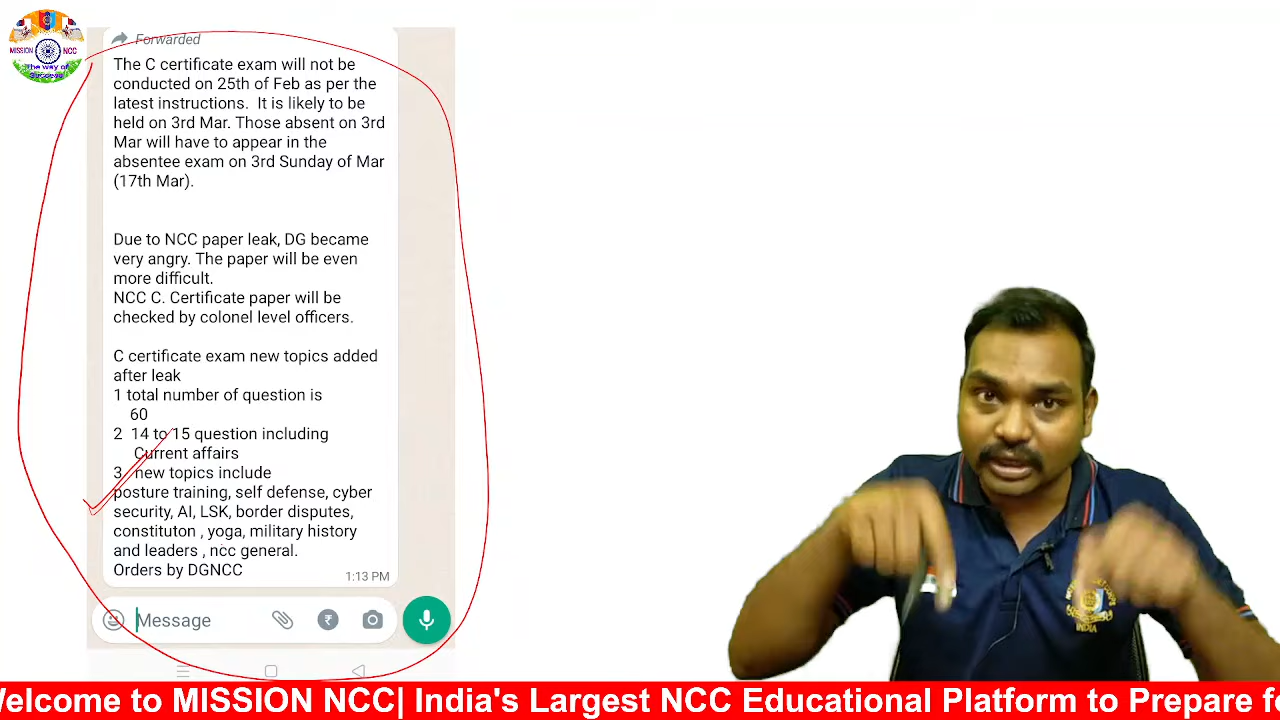 MISSION NCC
The way of
Success
Forwarded
The C certificate exam will not be
conducted on 25th of Feb as per the
latest instructions.  It is likely to be
held on 3rd Mar. Those absent on 3rd
Mar will have to appear in the
absentee exam on 3rd Sunday of Mar
(17th Mar).
Due to NCC paper leak, DG became
very angry. The paper will be even
more difficult.
NCC C. Certificate paper will be
checked by colonel level officers.
C certificate exam new topics added
after leak
1 total number of question is
60
2  14 to 15 question including
Current affairs
3  new topics include
posture training, self defense, cyber
security, AI, LSK, border disputes,
constituton , yoga, military history
and leaders , ncc general.
Orders by DGNCC
1:13 PM
Message
INDIA
Welcome to MISSION NCC| India's Largest NCC Educational Platform to Prepare fo